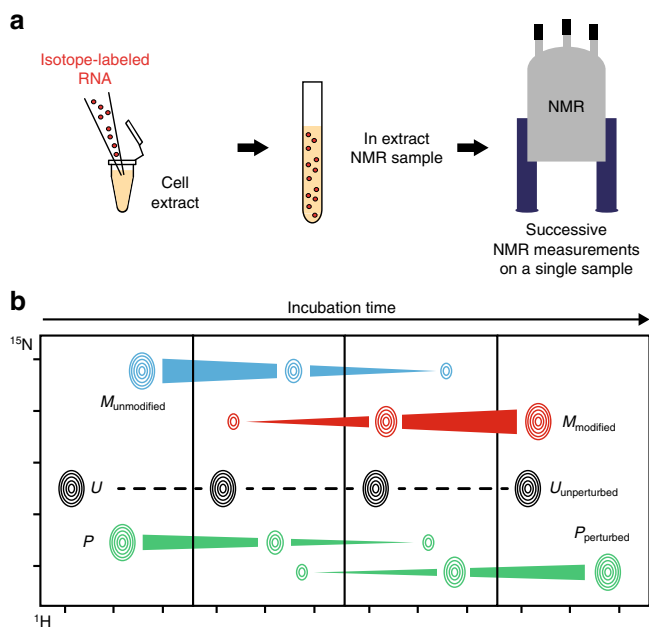 a
Isotope-labeled
RNA
Cell
extract
In extract
NMR sample
NMR
Successive
NMR measurements
on a single sample
b
Incubation time
15N
Munmodified
Mmodified
U
Uunperturbed
P
Pperturbed
1H